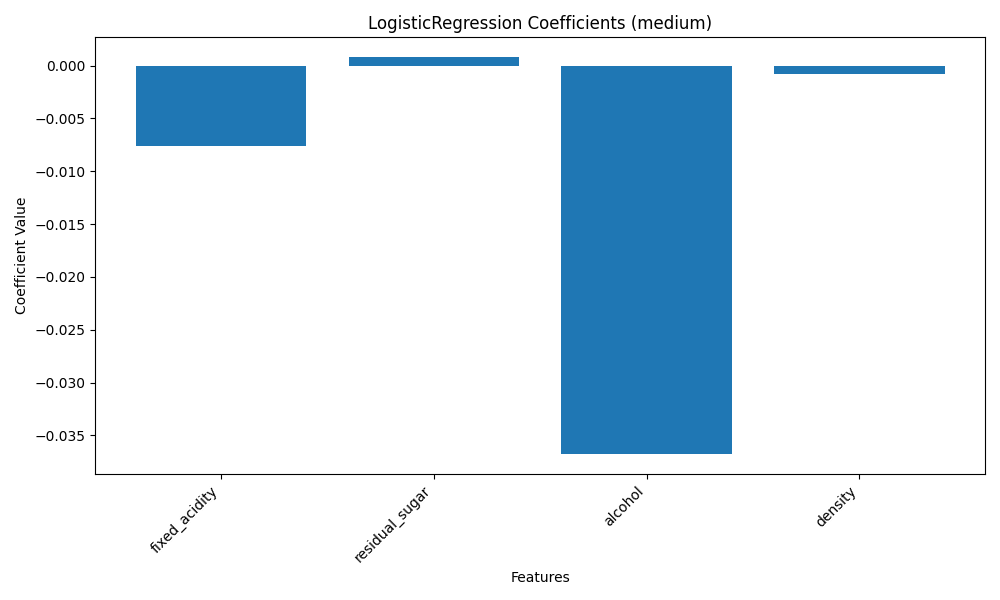 LogisticRegression Coefficients (medium)
Coefficient Value
0.000
−0.005
−0.010
−0.015
−0.020
−0.025
−0.030
−0.035
fixed_acidity
residual_sugar
alcohol
density
Features